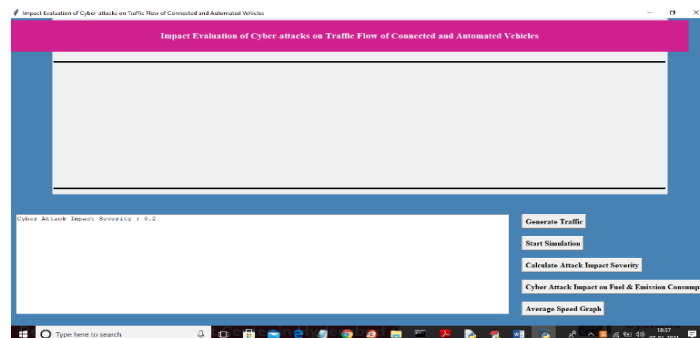 Impact Evaluation of Cyber attacks on Traffic Flow of Connected and Automated Vehicles
Impact Evaluation of Cyber-attacks on Traffic Flow of Connected and Automated Vehicles
Cyber Attack Impact Severity : 0.2
Generate Traffic
Start Simulation
Calculate Attack Impact Severity
Cyber Attack Impact on Fuel & Emission Consump
Average Speed Graph
Type here to search
18:37